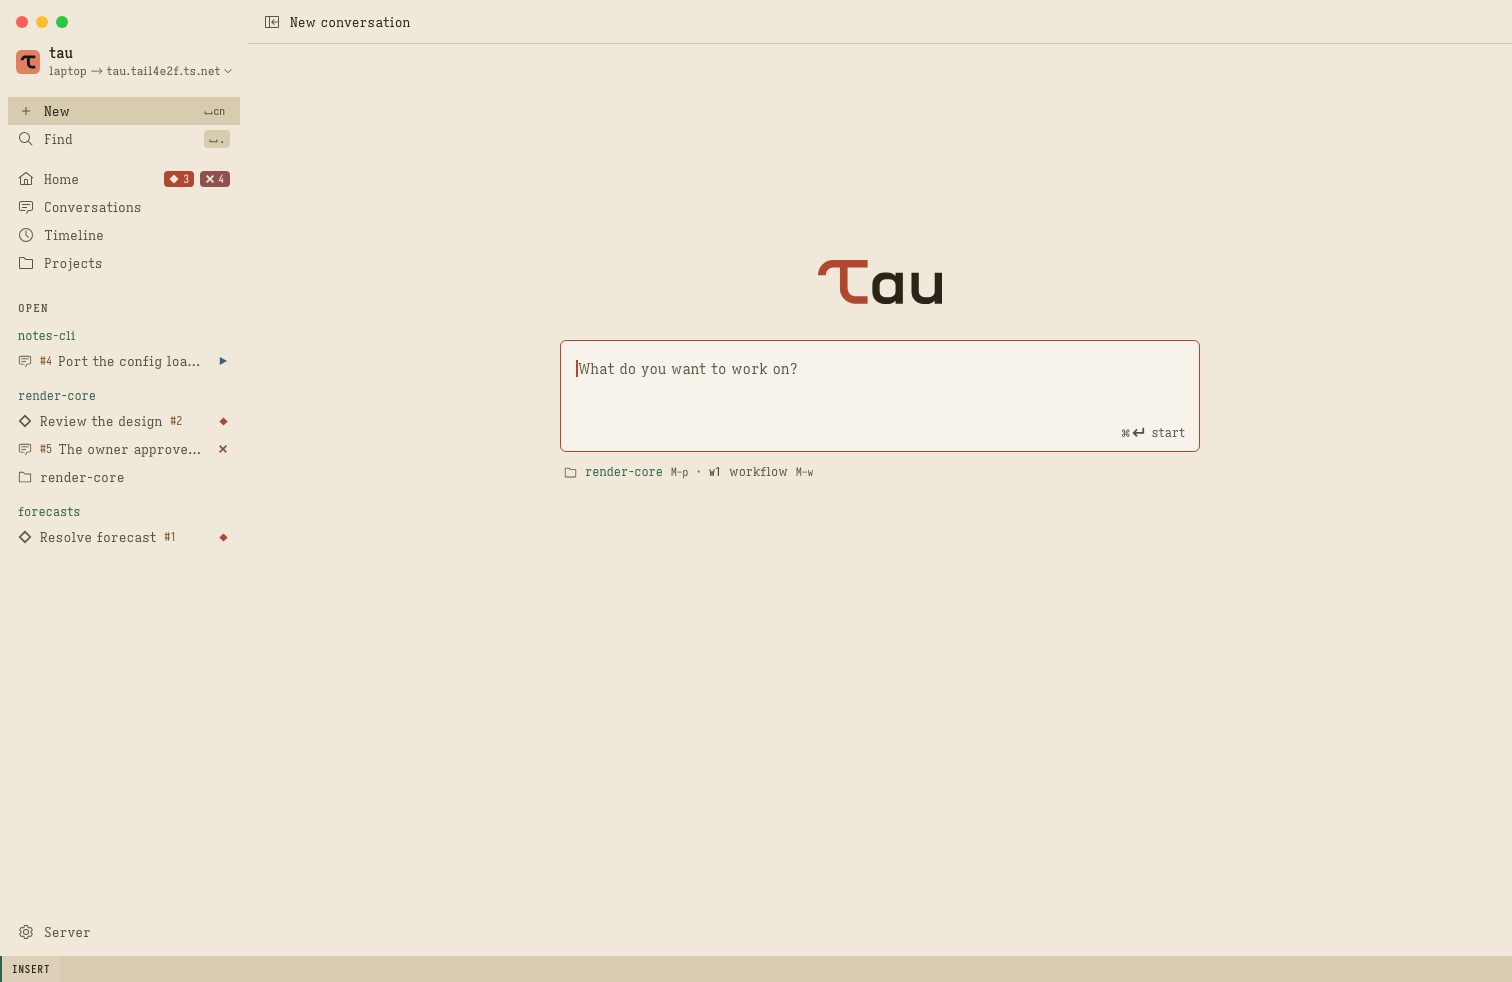 New conversation
tau
laptop → tau.tail4e2f.ts.net
New ⎵cn
Find ⎵.
Home 3 4
Conversations
Timeline
Projects
OPEN
notes-cli
#4 Port the config loa...
render-core
Review the design #2
#5 The owner approve...
render-core
forecasts
Resolve forecast #1
Server
INSERT
τau
What do you want to work on?
⌘↵ start
render-core M-p · w1 workflow M-w